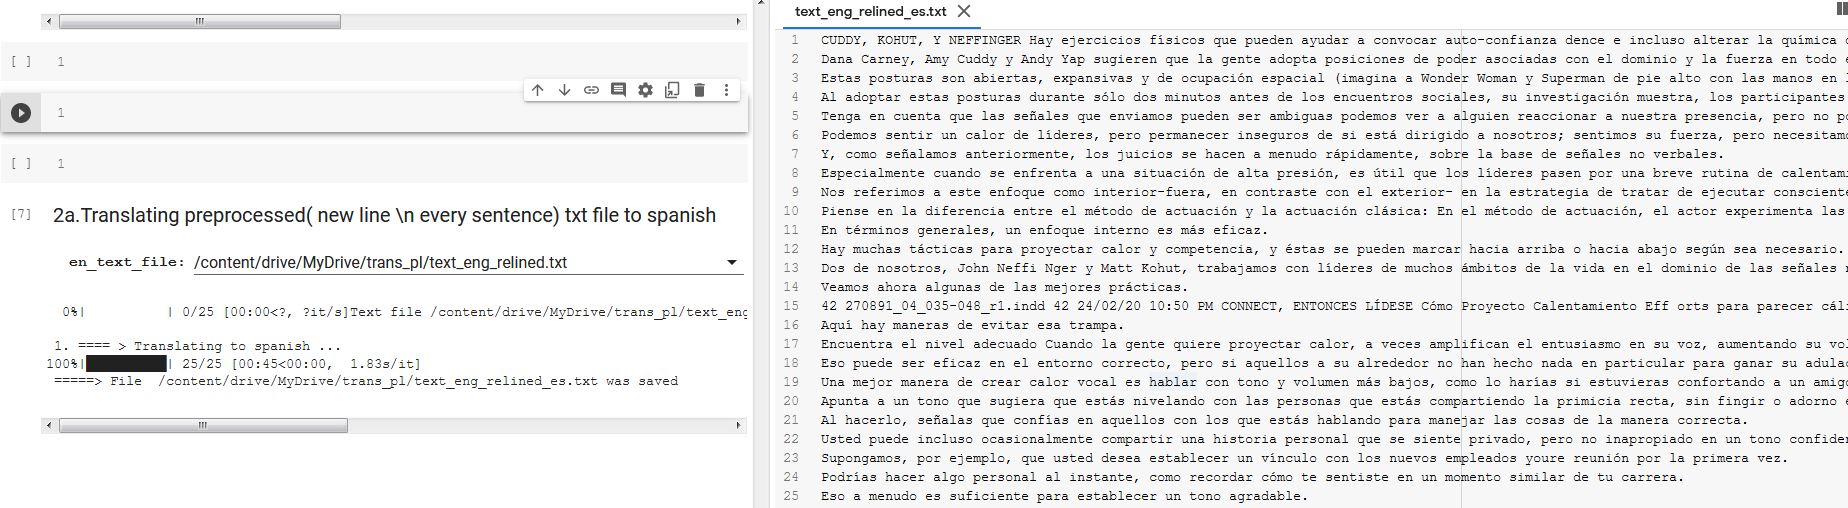 [ ] 1
[ ] 1
1
[7] 2a.Translating preprocessed( new line \n every sentence) txt file to spanish
en_text_file: /content/drive/MyDrive/trans_pl/text_eng_relined.txt
0%| | 0/25 [00:00<?, ?it/s]Text file /content/drive/MyDrive/trans_pl/text_eng
1. ==== > Translating to spanish ...
100%| | 25/25 [00:45<00:00, 1.83s/it]
=====> File /content/drive/MyDrive/trans_pl/text_eng_relined_es.txt was saved
text_eng_relined_es.txt
1 CUDDY, KOHUT, Y NEFFINGER Hay ejercicios físicos que pueden ayudar a convocar auto-confianza dence e incluso alterar la química
2 Dana Carney, Amy Cuddy y Andy Yap sugieren que la gente adopta posiciones de poder asociadas con el dominio y la fuerza en todo
3 Estas posturas son abiertas, expansivas y de ocupación espacial (imagina a Wonder Woman y Superman de pie alto con las manos en
4 Al adoptar estas posturas durante sólo dos minutos antes de los encuentros sociales, su investigación muestra, los participantes
5 Tenga en cuenta que las señales que enviamos pueden ser ambiguas podemos ver a alguien reaccionar a nuestra presencia, pero no
6 Podemos sentir un calor de líderes, pero permanecer inseguros de si está dirigido a nosotros; sentimos su fuerza, pero necesitamo
7 Y, como señalamos anteriormente, los juicios se hacen a menudo rápidamente, sobre la base de señales no verbales.
8 Especialmente cuando se enfrenta a una situación de alta presión, es útil que los líderes pasen por una breve rutina de calentami
9 Nos referimos a este enfoque como interior-fuera, en contraste con el exterior- en la estrategia de tratar de ejecutar consciente
10 Piense en la diferencia entre el método de actuación y la actuación clásica: En el método de actuación, el actor experimenta las
11 En términos generales, un enfoque interno es más eficaz.
12 Hay muchas tácticas para proyectar calor y competencia, y éstas se pueden marcar hacia arriba o hacia abajo según sea necesario.
13 Dos de nosotros, John Neffi Nger y Matt Kohut, trabajamos con líderes de muchos ámbitos de la vida en el dominio de las señales
14 Veamos ahora algunas de las mejores prácticas.
15 42 270891_04_035-048_r1.indd 42 24/02/20 10:50 PM CONNECT, ENTONCES LÍDESE Cómo Proyecto Calentamiento Eff orts para parecer cáli
16 Aquí hay maneras de evitar esa trampa.
17 Encuentra el nivel adecuado Cuando la gente quiere proyectar calor, a veces amplifican el entusiasmo en su voz, aumentando su vol
18 Eso puede ser eficaz en el entorno correcto, pero si aquellos a su alrededor no han hecho nada en particular para ganar su adulac
19 Una mejor manera de crear calor vocal es hablar con tono y volumen más bajos, como lo harías si estuvieras confortando a un amigo
20 Apunta a un tono que sugiera que estás nivelando con las personas que estás compartiendo la primicia recta, sin fingir o adorno
21 Al hacerlo, señalas que confías en aquellos con los que estás hablando para manejar las cosas de la manera correcta.
22 Usted puede incluso ocasionalmente compartir una historia personal que se siente privado, pero no inapropiado en un tono confiden
23 Supongamos, por ejemplo, que usted desea establecer un vínculo con los nuevos empleados youre reunión por la primera vez.
24 Podrías hacer algo personal al instante, como recordar cómo te sentiste en un momento similar de tu carrera.
25 Eso a menudo es suficiente para establecer un tono agradable.